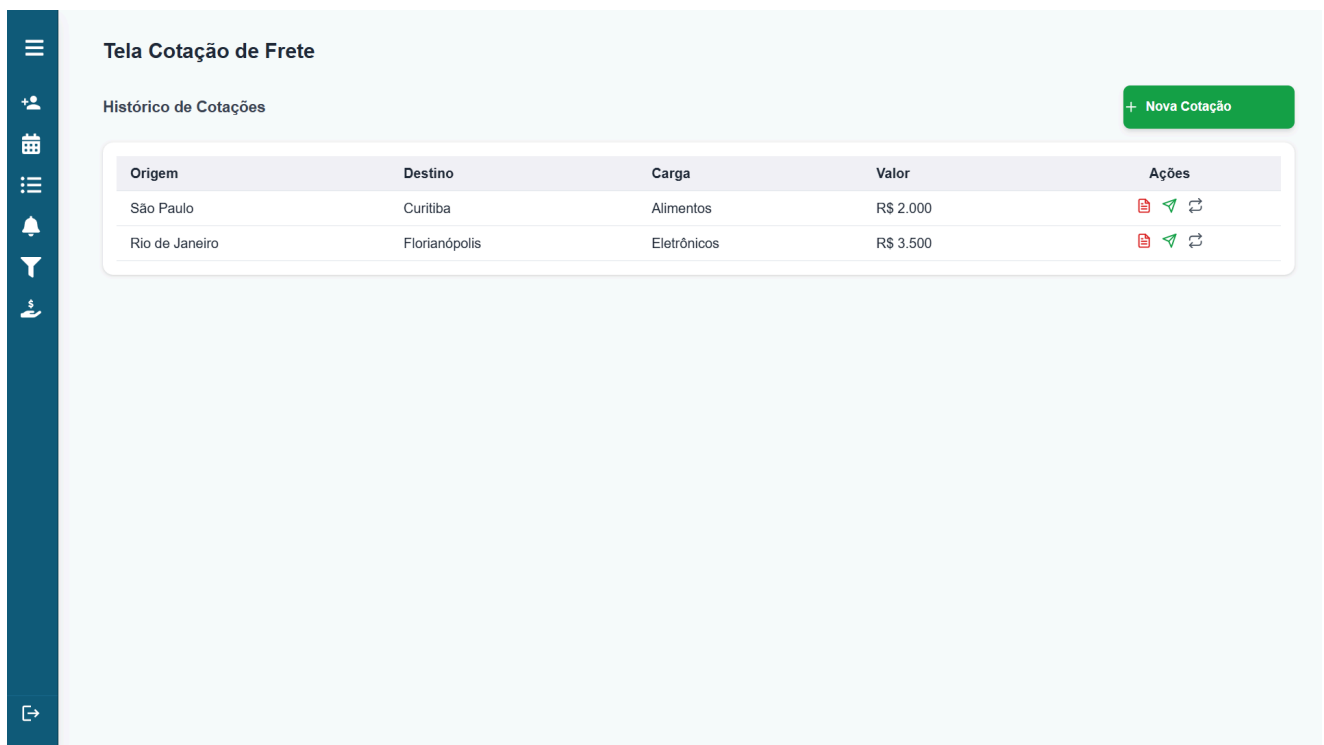 Tela Cotação de Frete
Histórico de Cotações
+ Nova Cotação
Origem Destino Carga Valor Ações
São Paulo Curitiba Alimentos R$ 2.000
Rio de Janeiro Florianópolis Eletrônicos R$ 3.500